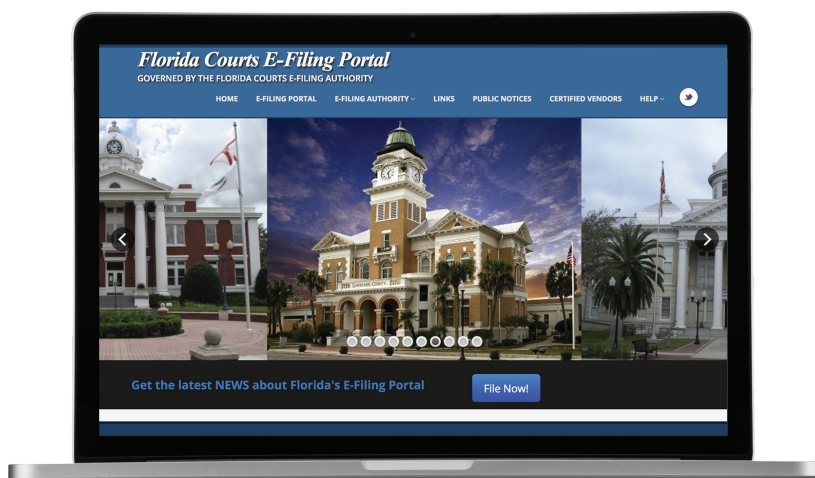 Florida Courts E-Filing Portal
GOVERNED BY THE FLORIDA COURTS E-FILING AUTHORITY
HOME E-FILING PORTAL E-FILING AUTHORITY LINKS PUBLIC NOTICES CERTIFIED VENDORS HELP
Get the latest NEWS about Florida's E-Filing Portal
File Now!